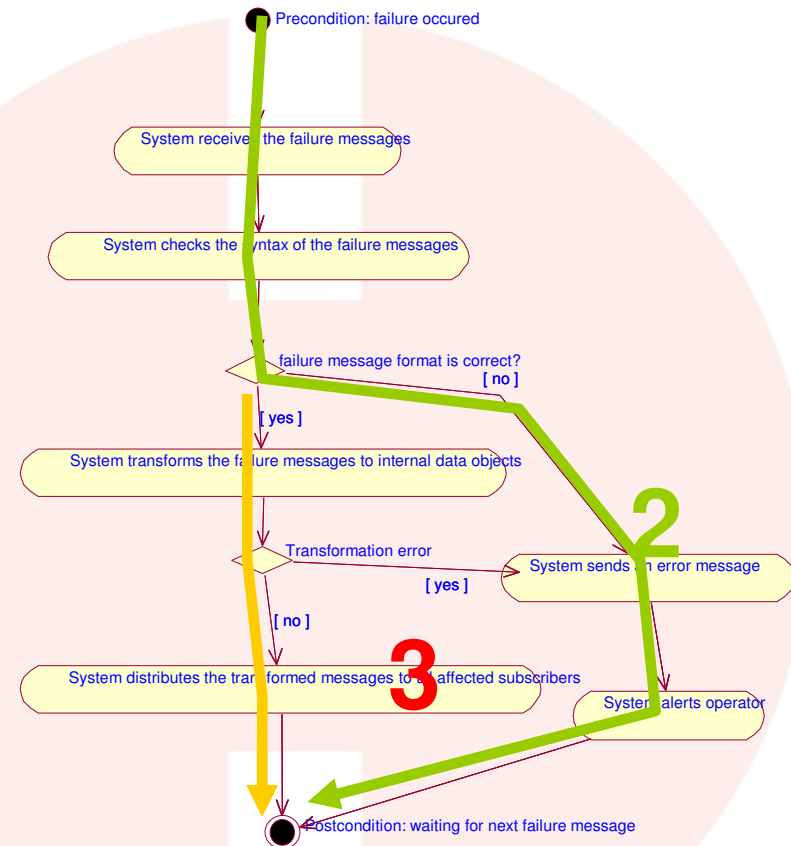 Precondition: failure occured
System receives the failure messages
System checks the syntax of the failure messages
failure message format is correct?
[ no ]
[ yes ]
System transforms the failure messages to internal data objects
2
Transformation error
System sends an error message
[ yes ]
[ no ]
3
System distributes the transformed messages to all affected subscribers
System alerts operator
Postcondition: waiting for next failure message